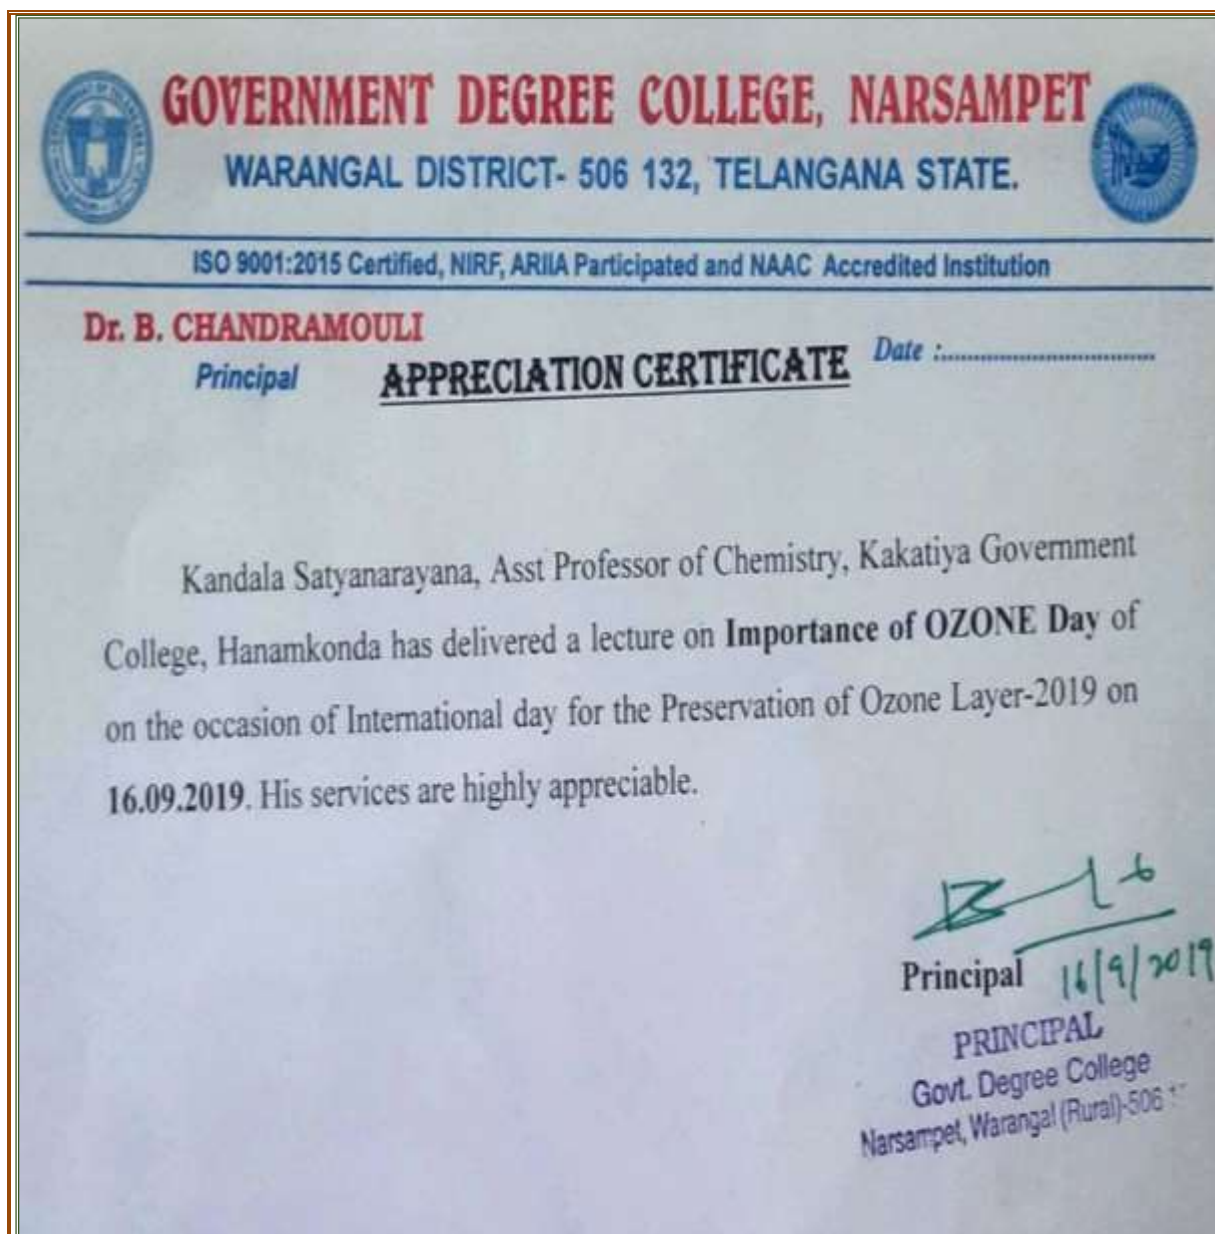 GOVERNMENT DEGREE COLLEGE, NARSAMPET
WARANGAL DISTRICT- 506 132, TELANGANA STATE.
ISO 9001:2015 Certified, NIRF, ARIIA Participated and NAAC Accredited Institution
Dr. B. CHANDRAMOULI
Principal
APPRECIATION CERTIFICATE
Date :..................................
Kandala Satyanarayana, Asst Professor of Chemistry, Kakatiya Government
College, Hanamkonda has delivered a lecture on Importance of OZONE Day of
on the occasion of International day for the Preservation of Ozone Layer-2019 on
16.09.2019. His services are highly appreciable.
Principal 16/9/2019
PRINCIPAL
Govt. Degree College
Narsampet, Warangal (Rural)-506